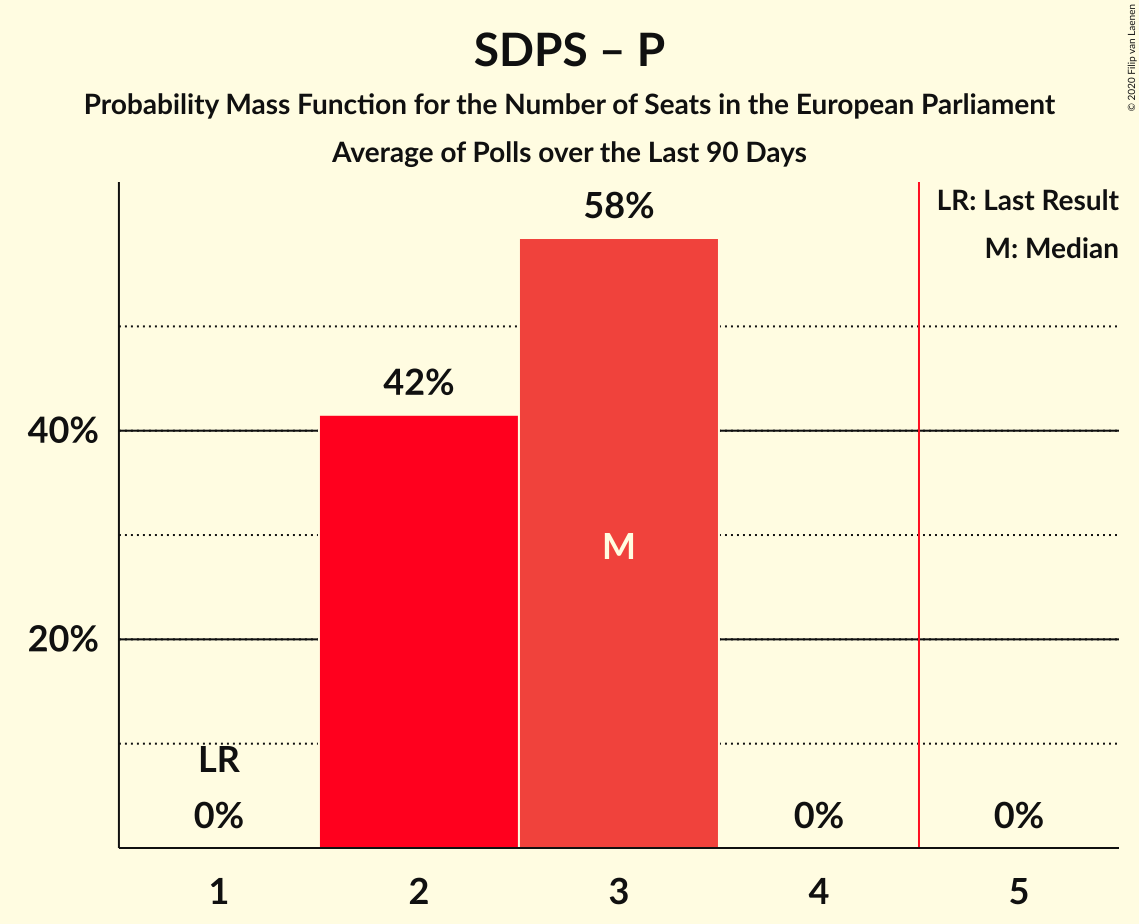 SDPS – P
Probability Mass Function for the Number of Seats in the European Parliament
Average of Polls over the Last 90 Days
© 2020 Filip van Laenen
LR: Last Result
M: Median
58%
42%
40%
M
20%
LR
0%
0%
0%
1
2
3
4
5